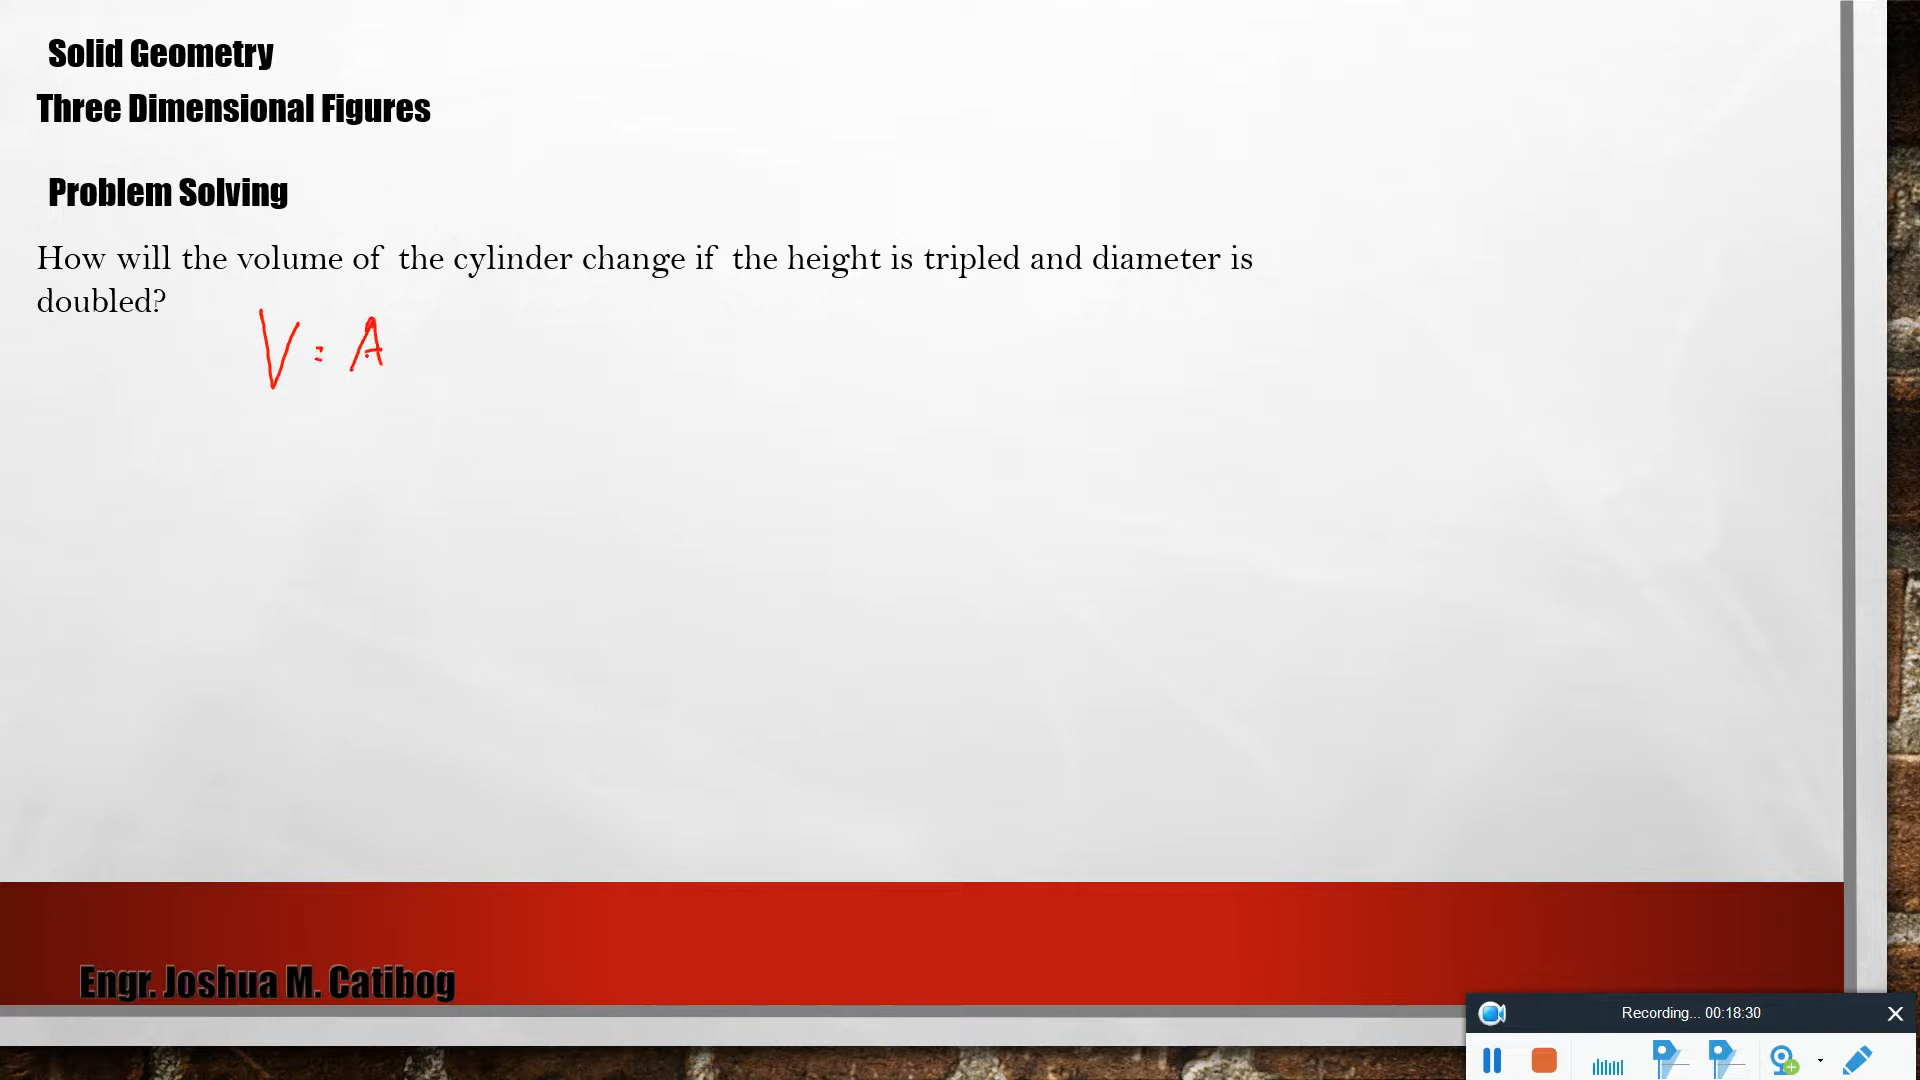 Solid Geometry
Three Dimensional Figures
Problem Solving
How will the volume of the cylinder change if the height is tripled and diameter is
doubled?
V = A
Engr. Joshua M. Catibog
Recording... 00:18:30